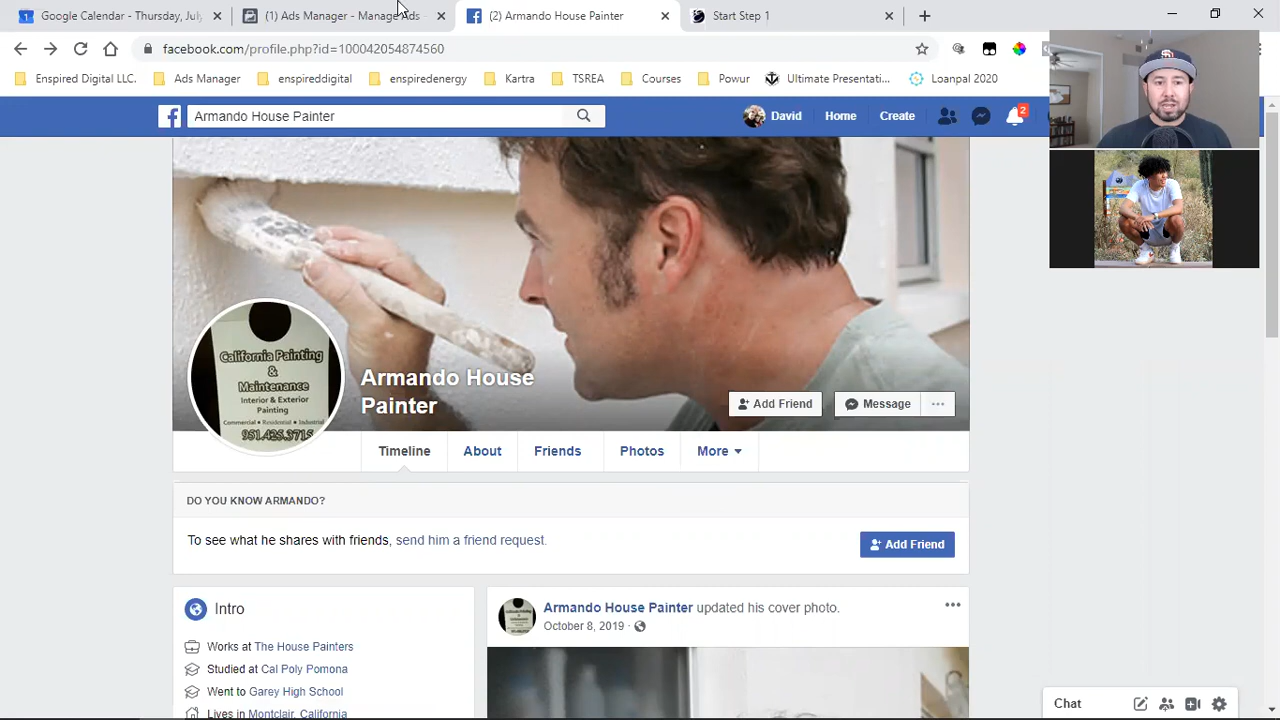 Google Calendar - Thursday, July
(1) Ads Manager - Manage Ads -
(2) Armando House Painter
Start Step 1
facebook.com/profile.php?id=100042054874560
Enspired Digital LLC.
Ads Manager
enspireddigital
enspiredenergy
Kartra
TSREA
Courses
Powur
Ultimate Presentati...
Loanpal 2020
Armando House Painter
David
Home
Create
2
California Painting
&
Maintenance
Interior & Exterior
Painting
Commercial • Residential • Industrial
951.425.3715
Armando House
Painter
Add Friend
Message
Timeline
About
Friends
Photos
More
DO YOU KNOW ARMANDO?
To see what he shares with friends, send him a friend request.
Add Friend
Intro
Works at The House Painters
Studied at Cal Poly Pomona
Went to Garey High School
Lives in Montclair, California
Armando House Painter updated his cover photo.
October 8, 2019 ·
Chat